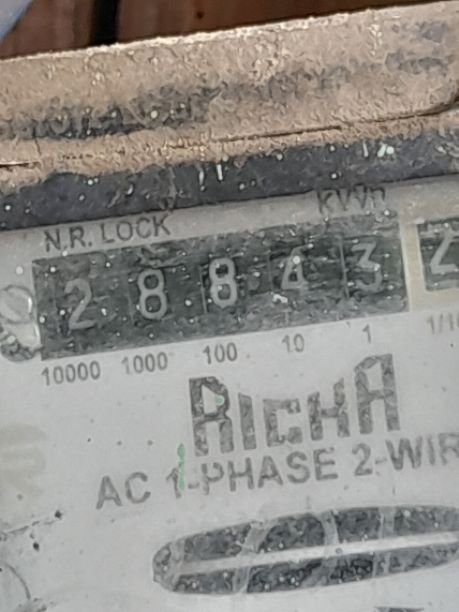 N.R. LOCK kWh
2 8 8 4 3
10000 1000 100 10 1
RICHA
AC 1-PHASE 2-WIR